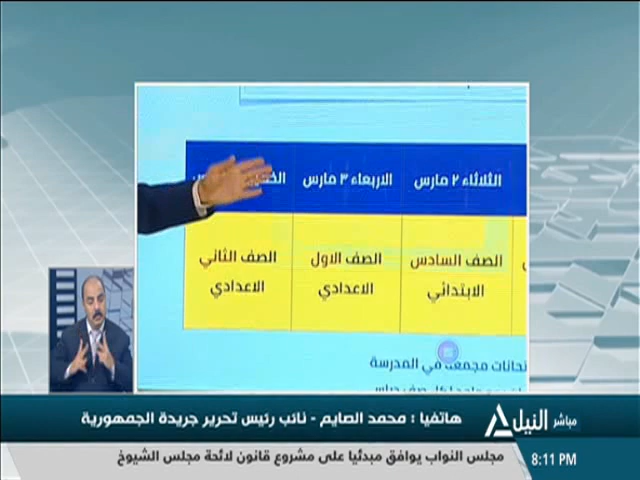 الثلاثاء ٢ مارس
الاربعاء ٣ مارس
الصف السادس
الابتدائي
الصف الاول
الاعدادي
الصف الثاني
الاعدادي
مجمعة في المدرسة
هاتفيا : محمد الصايم - نائب رئيس تحرير جريدة الجمهورية
النيل مباشر
مجلس النواب يوافق مبدئيا على مشروع قانون لائحة مجلس الشيوخ
8:11 PM